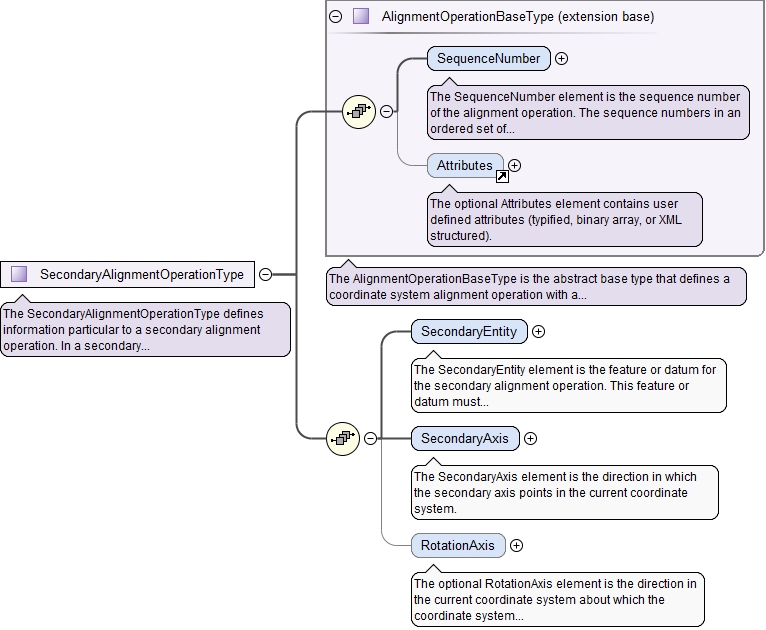 AlignmentOperationBaseType (extension base)
SequenceNumber
The SequenceNumber element is the sequence number
of the alignment operation. The sequence numbers in an
ordered set of...
Attributes
The optional Attributes element contains user
defined attributes (typified, binary array, or XML
structured).
SecondaryAlignmentOperationType
The SecondaryAlignmentOperationType defines
information particular to a secondary alignment
operation. In a secondary...
The AlignmentOperationBaseType is the abstract base type that defines a
coordinate system alignment operation with a...
SecondaryEntity
The SecondaryEntity element is the feature or datum for
the secondary alignment operation. This feature or
datum must...
SecondaryAxis
The SecondaryAxis element is the direction in which
the secondary axis points in the current coordinate
system.
RotationAxis
The optional RotationAxis element is the direction in
the current coordinate system about which the
coordinate system...